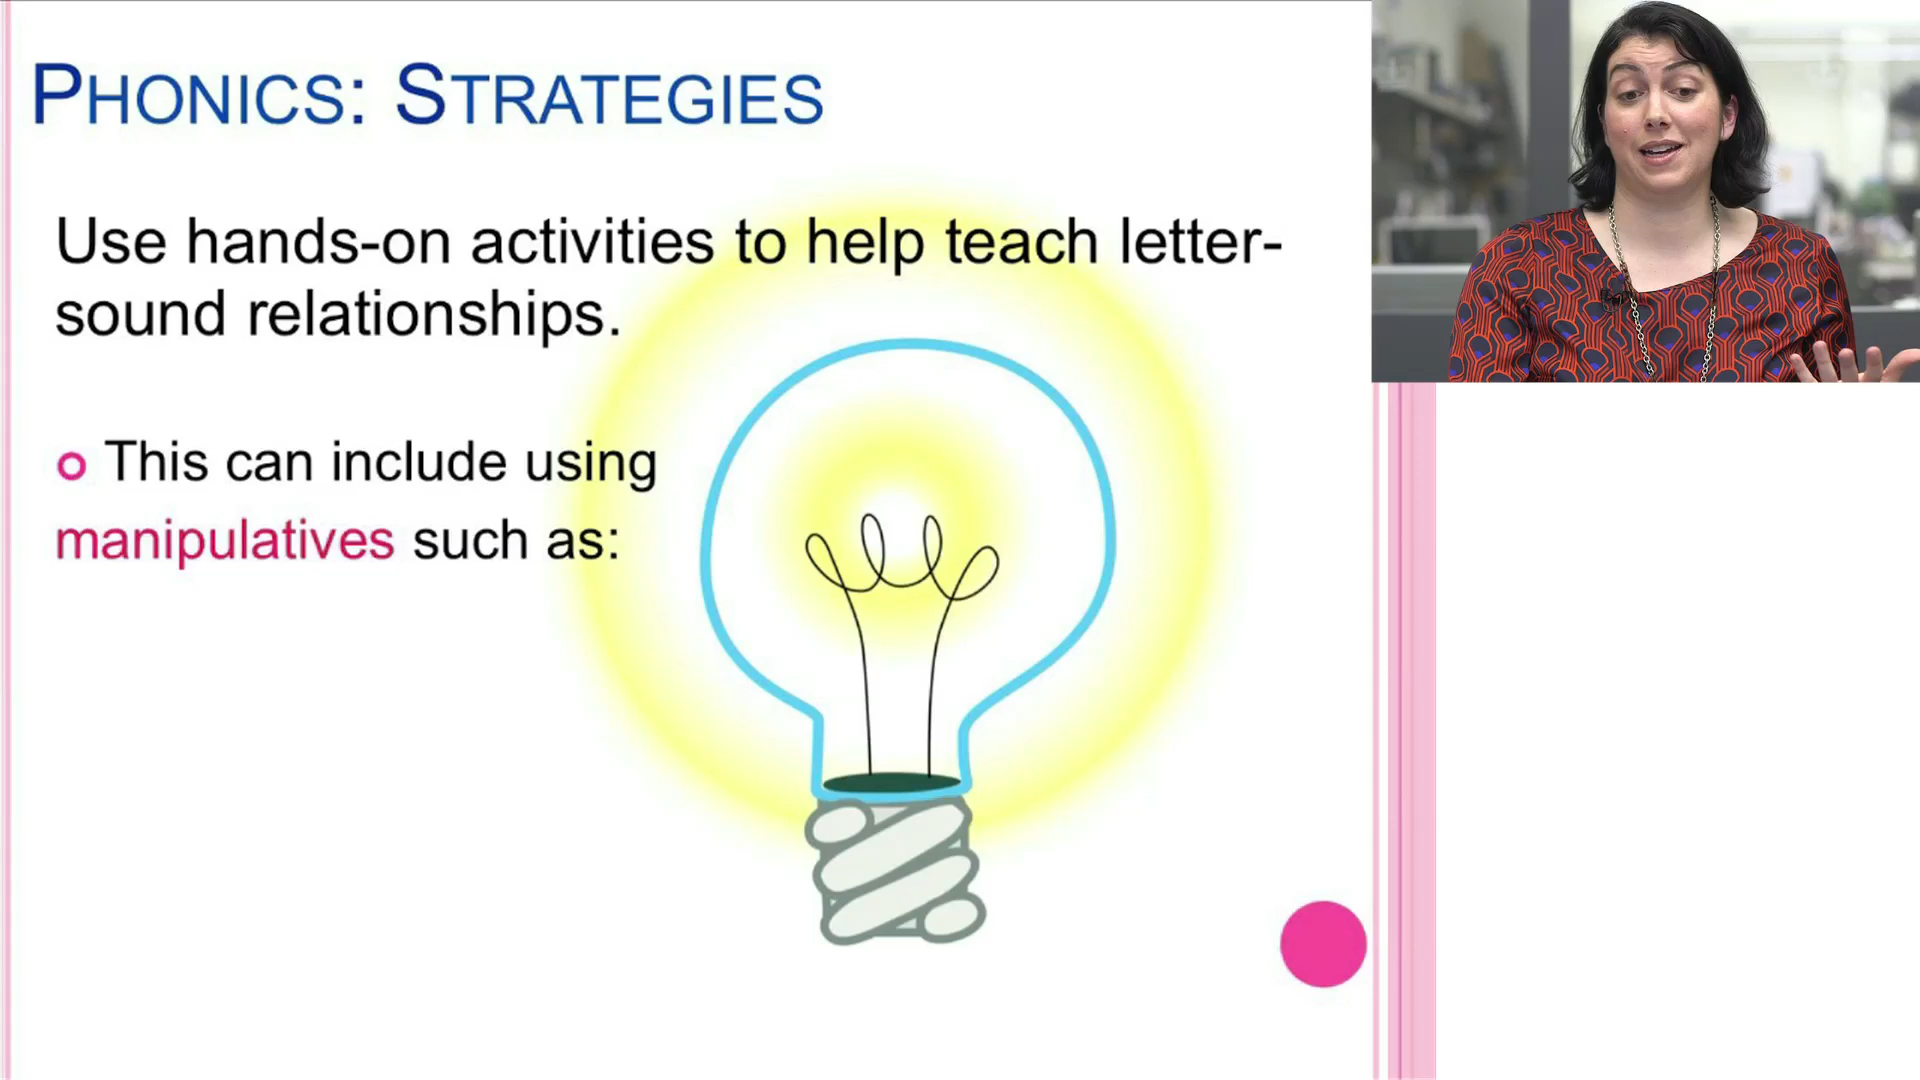 PHONICS: STRATEGIES
Use hands-on activities to help teach letter-
sound relationships.
This can include using
manipulatives such as: